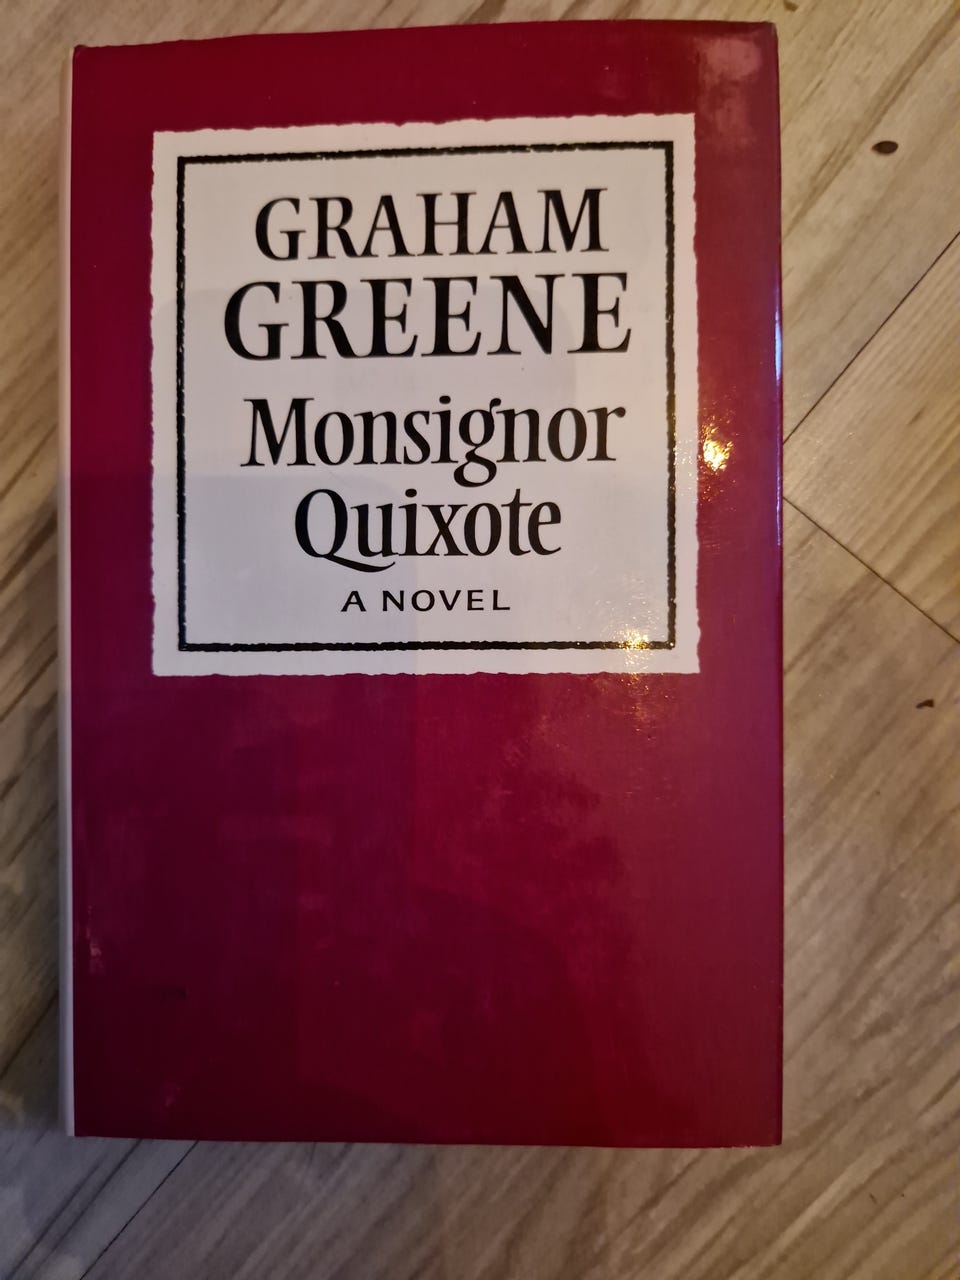 GRAHAM
GREENE
Monsignor
Quixote
A NOVEL